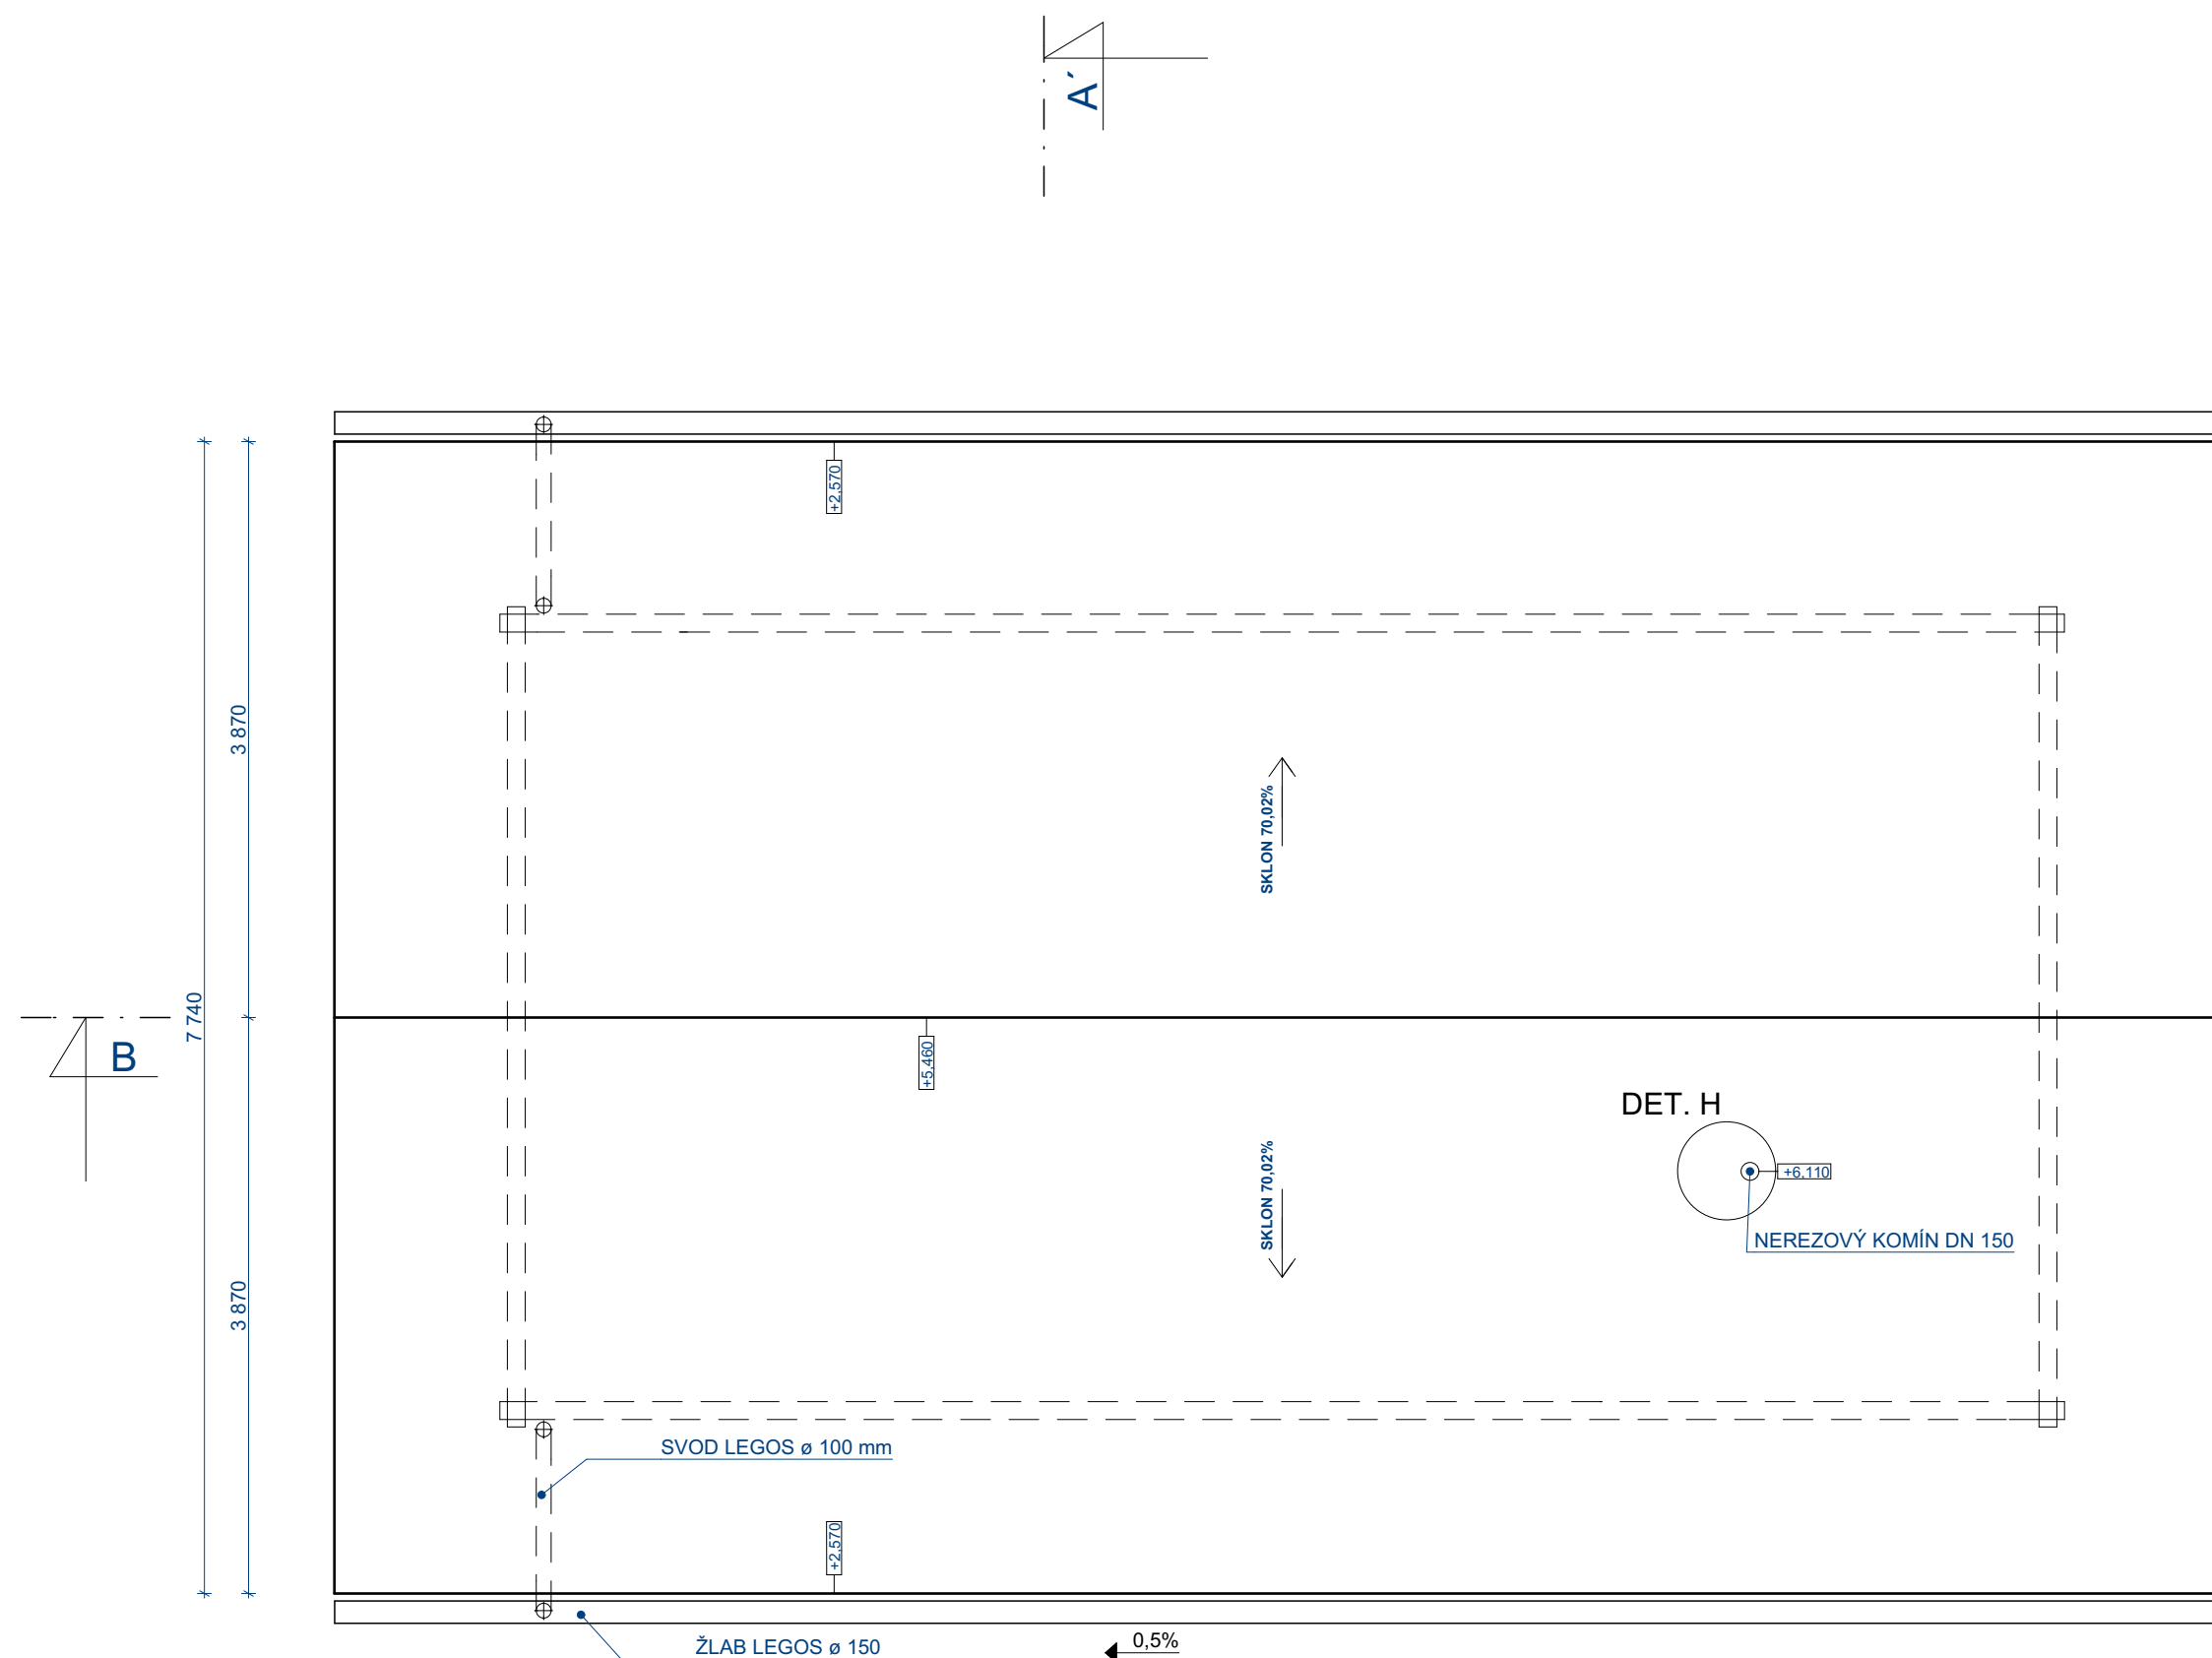 A´
+2,570
3 870
SKLON 70,02%
7 740
B
+5,460
DET. H
+6,110
NEREZOVÝ KOMÍN DN 150
SKLON 70,02%
3 870
SVOD LEGOS ø 100 mm
+2,570
ŽLAB LEGOS ø 150
0,5%